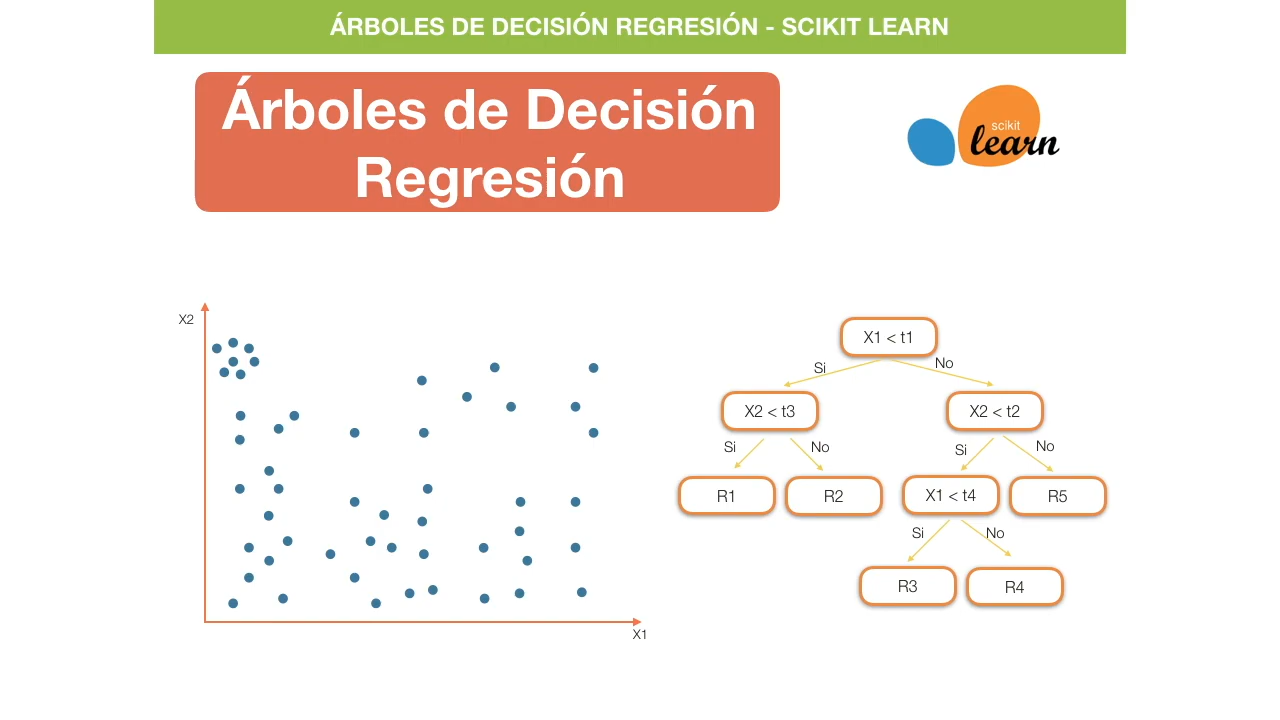 ÁRBOLES DE DECISIÓN REGRESIÓN - SCIKIT LEARN
Árboles de Decisión
Regresión
scikit
learn
X2
X1
X1 < t1
Si
No
X2 < t3
X2 < t2
Si
No
Si
No
R1
R2
X1 < t4
R5
Si
No
R3
R4